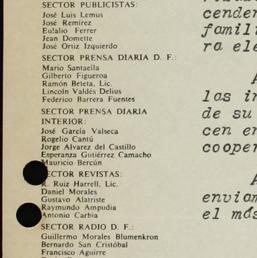 SECTOR PUBLICISTAS:
José Luis Lemus
José Remírez
Eulalio Ferrer
Jean Domette
José Ortiz Izquierdo
SECTOR PRENSA DIARIA D. F.:
Mario Santaella
Gilberto Figueroa
Ramón Beteta, Lic.
Lincoln Valdés Delius
Federico Barrera Fuentes
SECTOR PRENSA DIARIA
INTERIOR:
José García Valseca
Rogelio Cantú
Jorge Alvarez del Castillo
Esperanza Gutiérrez Camacho
Mauricio Bercún
SECTOR REVISTAS:
R. Ruiz Harrell, Lic.
Daniel Morales
Gustavo Alatriste
Raymundo Ampudia
Antonio Carbia
SECTOR RADIO D. F.:
Guillermo Morales Blumenkron
Bernardo San Cristóbal
Francisco Aguirre
cender
famili
ra ele
A
las in
de su
cen en
cooper
A
enviam
el más